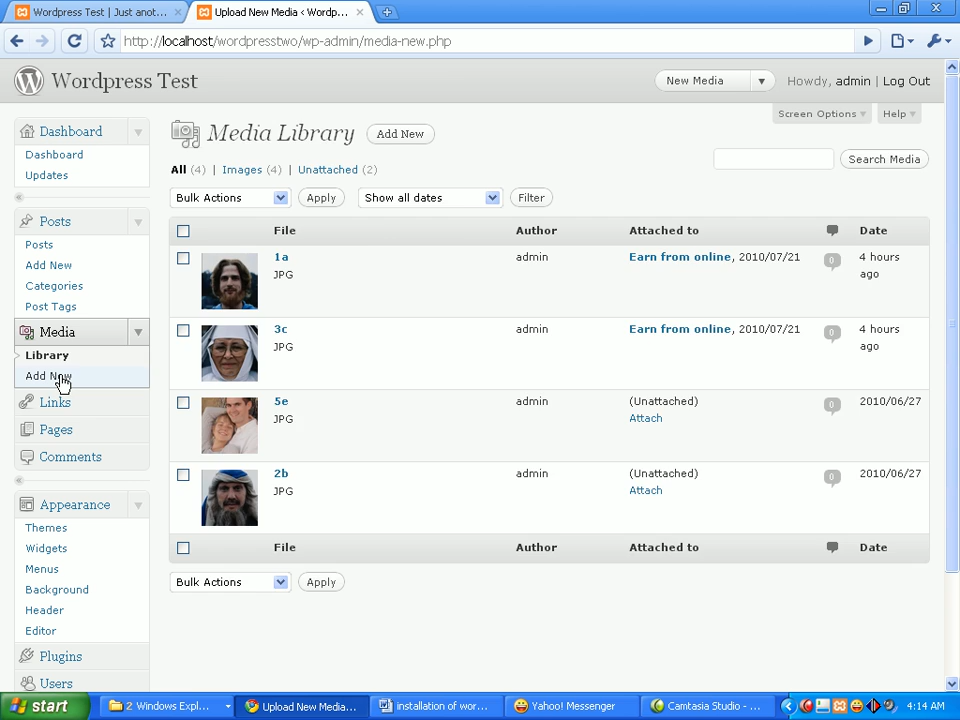 Wordpress Test | Just anot...
Upload New Media ‹ Wordp...
http://localhost/wordpresstwo/wp-admin/media-new.php
Wordpress Test
New Media
Howdy, admin | Log Out
Screen Options
Help
Media Library
Add New
All (4) | Images (4) | Unattached (2)
Search Media
Bulk Actions
Apply
Show all dates
Filter
File Author Attached to Date
1a
JPG
admin
Earn from online, 2010/07/21
0
4 hours
ago
3c
JPG
admin
Earn from online, 2010/07/21
0
4 hours
ago
5e
JPG
admin
(Unattached)
Attach
0
2010/06/27
2b
JPG
admin
(Unattached)
Attach
0
2010/06/27
File Author Attached to Date
Bulk Actions
Apply
Dashboard
Dashboard
Updates
Posts
Posts
Add New
Categories
Post Tags
Media
Library
Add New
Links
Pages
Comments
Appearance
Themes
Widgets
Menus
Background
Header
Editor
Plugins
Users
start
2 Windows Expl...
Upload New Media...
installation of wor...
Yahoo! Messenger
Camtasia Studio - ...
4:14 AM